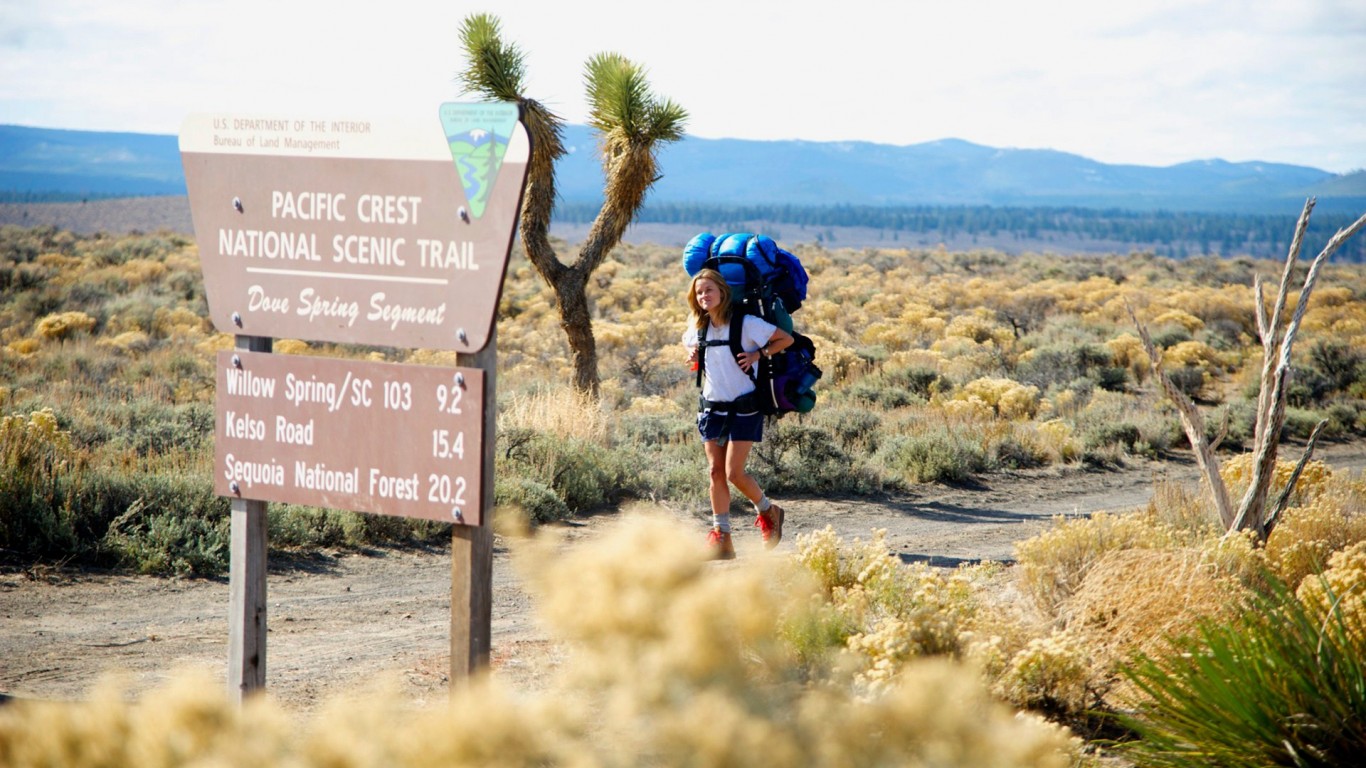 U.S. DEPARTMENT OF THE INTERIOR
Bureau of Land Management
PACIFIC CREST
NATIONAL SCENIC TRAIL
Dove Spring Segment
Willow Spring/SC 103 9.2
Kelso Road 15.4
Sequoia National Forest 20.2